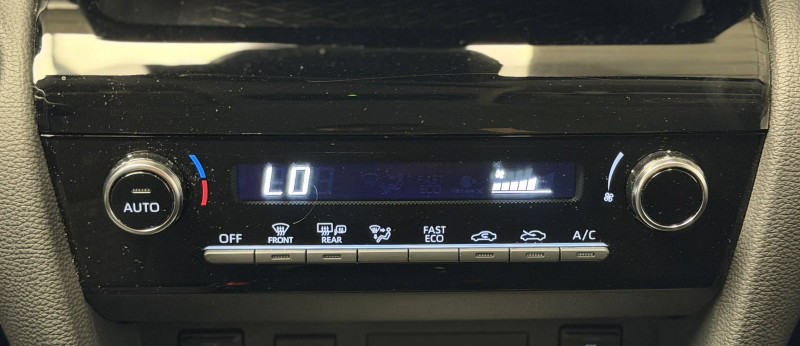 LO
AUTO
OFF
FRONT
REAR
FAST
ECO
A/C